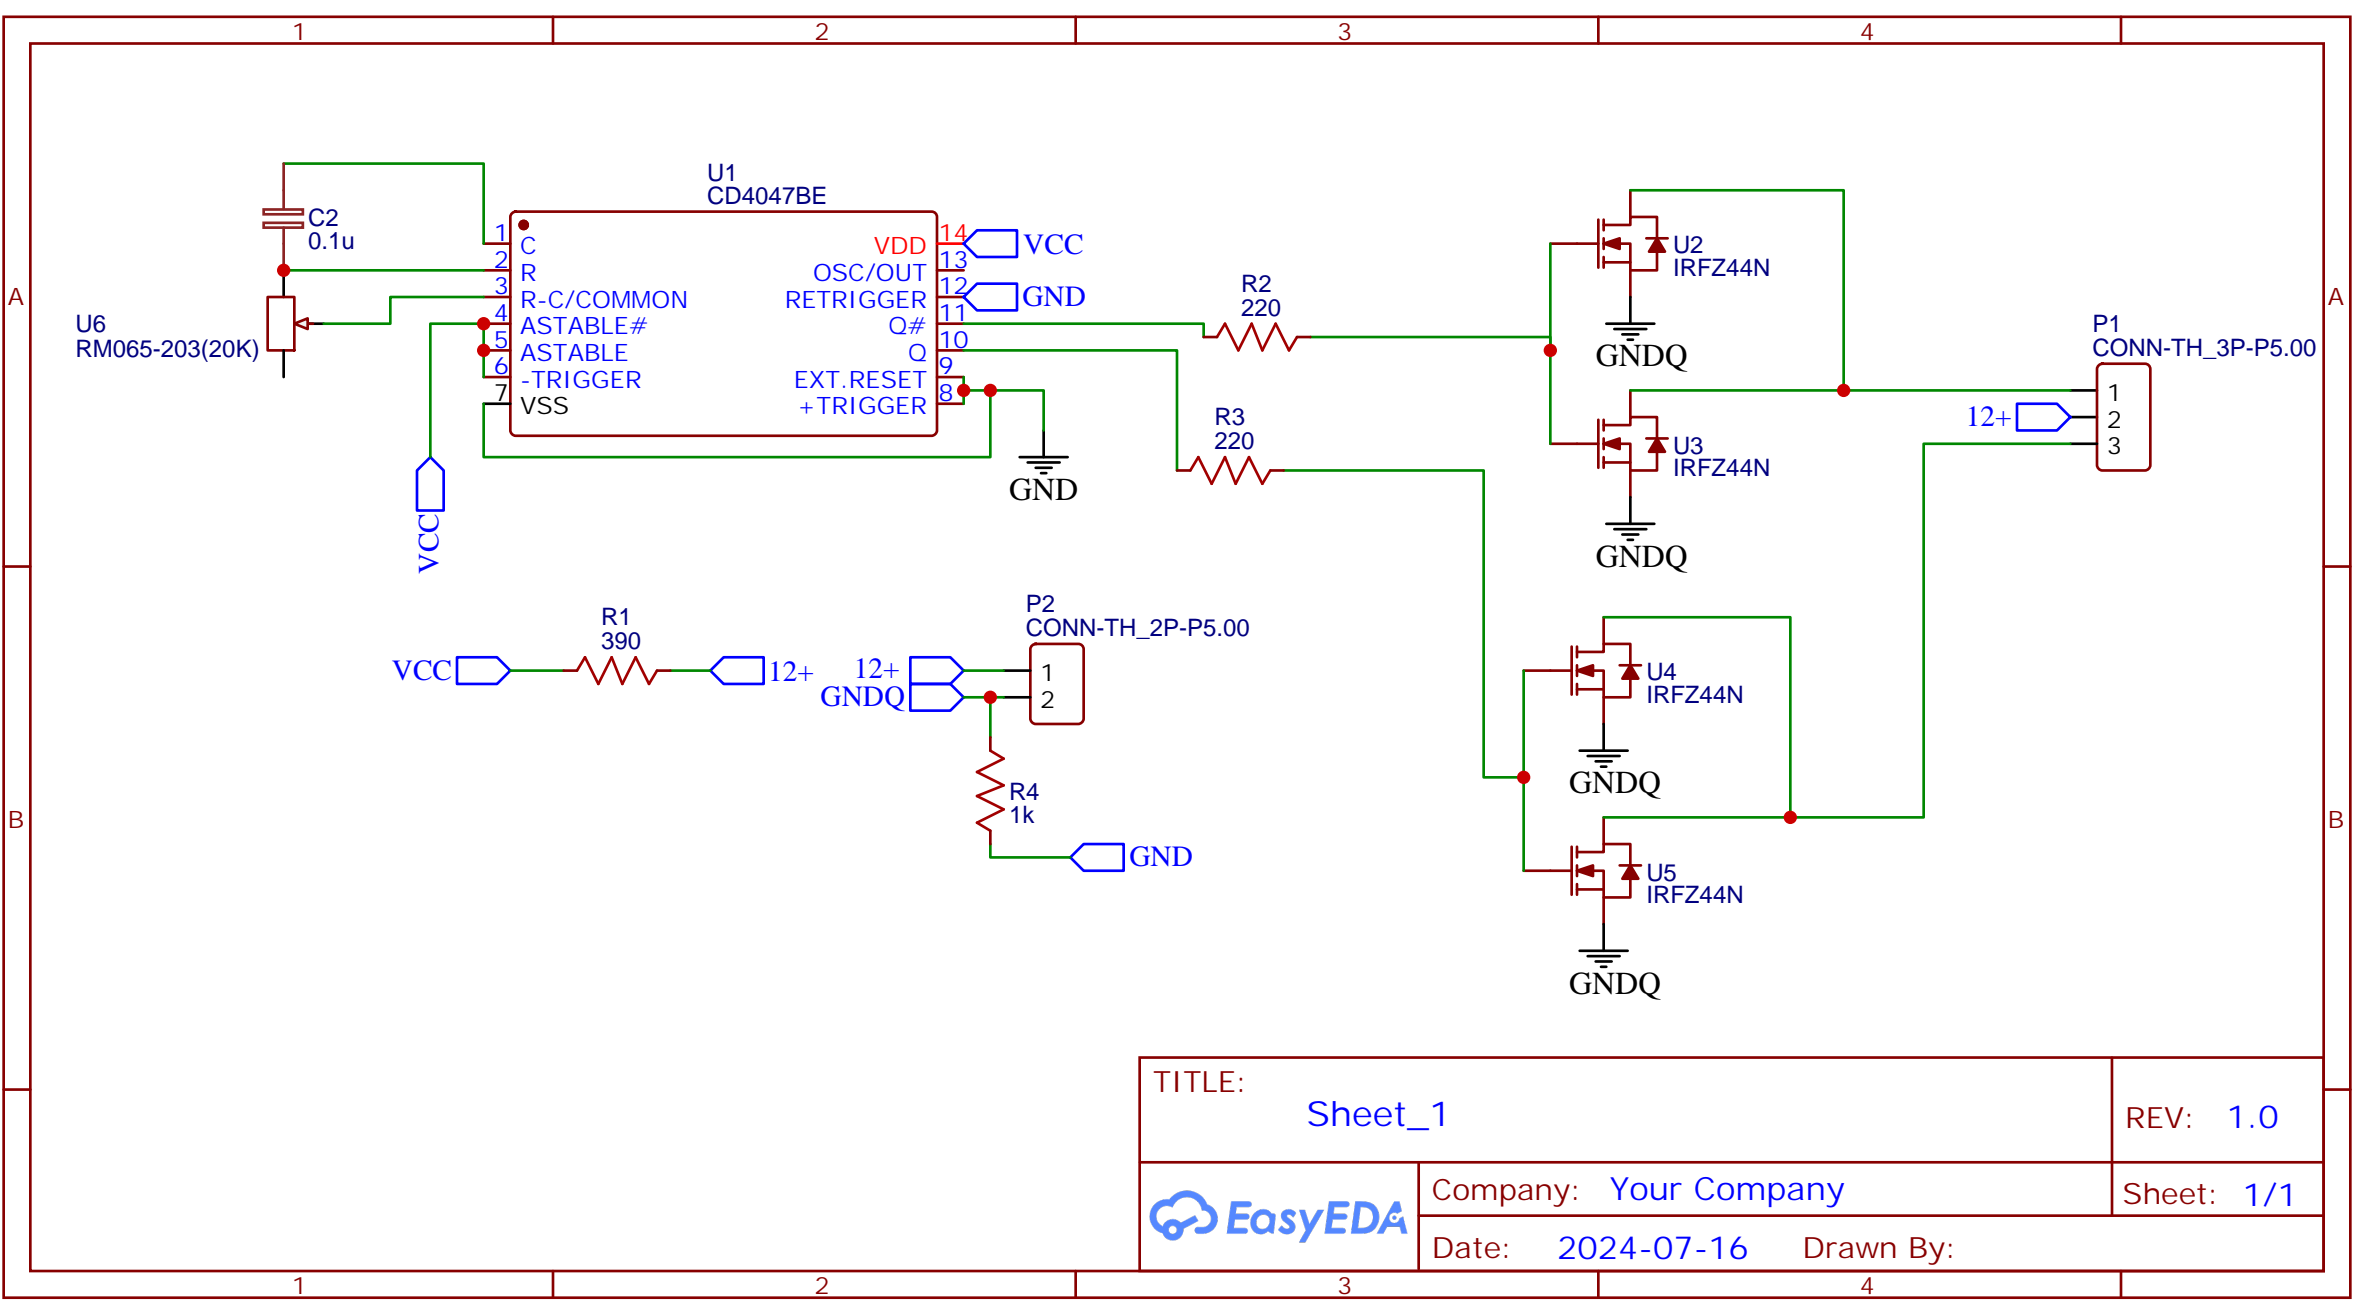 1 2 3 4
A
A
B
B
U1
CD4047BE
C2
0.1u
U6
RM065-203(20K)
1 C
2 R
3 R-C/COMMON
4 ASTABLE#
5 ASTABLE
6 -TRIGGER
7 VSS
VDD 14
OSC/OUT 13
RETRIGGER 12
Q# 11
Q 10
EXT.RESET 9
+TRIGGER 8
VCC
GND
GND
VCC
R2
220
R3
220
U2
IRFZ44N
GNDQ
U3
IRFZ44N
GNDQ
P1
CONN-TH_3P-P5.00
1
12+ 2
3
R1
390
VCC 12+
P2
CONN-TH_2P-P5.00
12+ 1
GNDQ 2
R4
1k
GND
U4
IRFZ44N
GNDQ
U5
IRFZ44N
GNDQ
TITLE:
Sheet_1
REV: 1.0
EasyEDA
Company: Your Company
Sheet: 1/1
Date: 2024-07-16 Drawn By:
1 2 3 4